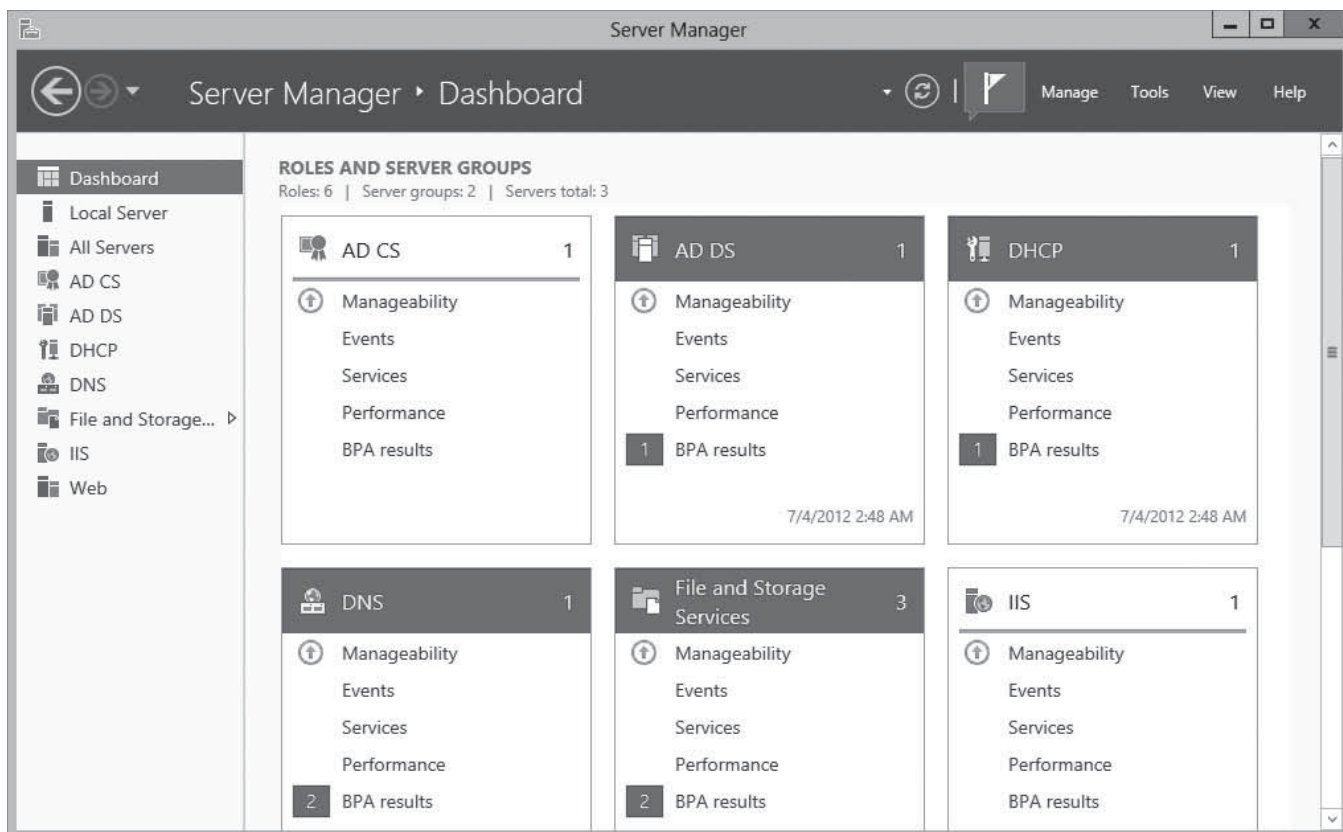 Server Manager
Server Manager ‣ Dashboard
Manage Tools View Help
Dashboard
Local Server
All Servers
AD CS
AD DS
DHCP
DNS
File and Storage...
IIS
Web
ROLES AND SERVER GROUPS
Roles: 6 | Server groups: 2 | Servers total: 3
AD CS 1
Manageability
Events
Services
Performance
BPA results
AD DS 1
Manageability
Events
Services
Performance
1 BPA results
7/4/2012 2:48 AM
DHCP 1
Manageability
Events
Services
Performance
1 BPA results
7/4/2012 2:48 AM
DNS 1
Manageability
Events
Services
Performance
2 BPA results
File and Storage
Services 3
Manageability
Events
Services
Performance
2 BPA results
IIS 1
Manageability
Events
Services
Performance
BPA results